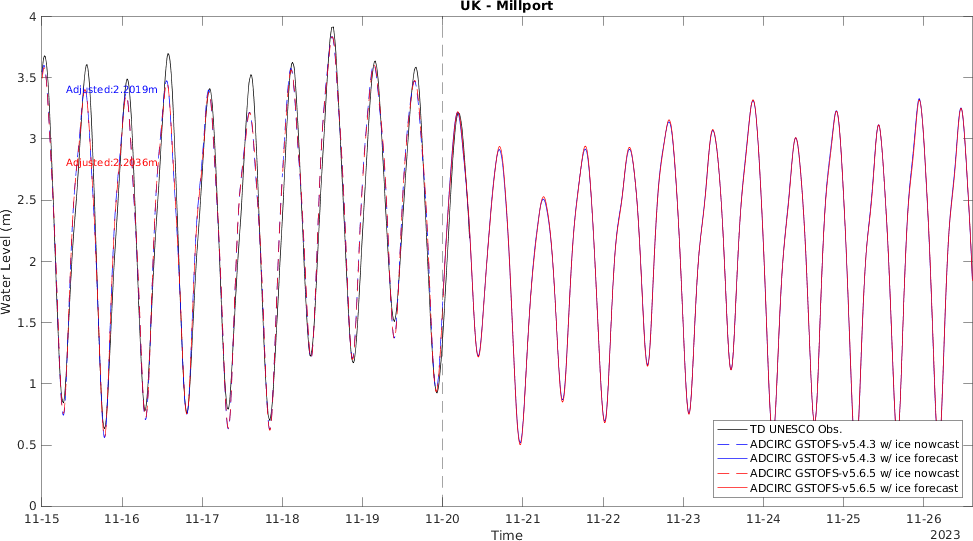 UK - Millport
4
3.5
3
2.5
2
1.5
1
0.5
0
Water Level (m)
Adjusted:2.2019m
Adjusted:2.2036m
TD UNESCO Obs.
ADCIRC GSTOFS-v5.4.3 w/ ice nowcast
ADCIRC GSTOFS-v5.4.3 w/ ice forecast
ADCIRC GSTOFS-v5.6.5 w/ ice nowcast
ADCIRC GSTOFS-v5.6.5 w/ ice forecast
11-15 11-16 11-17 11-18 11-19 11-20 11-21 11-22 11-23 11-24 11-25 11-26
Time
2023